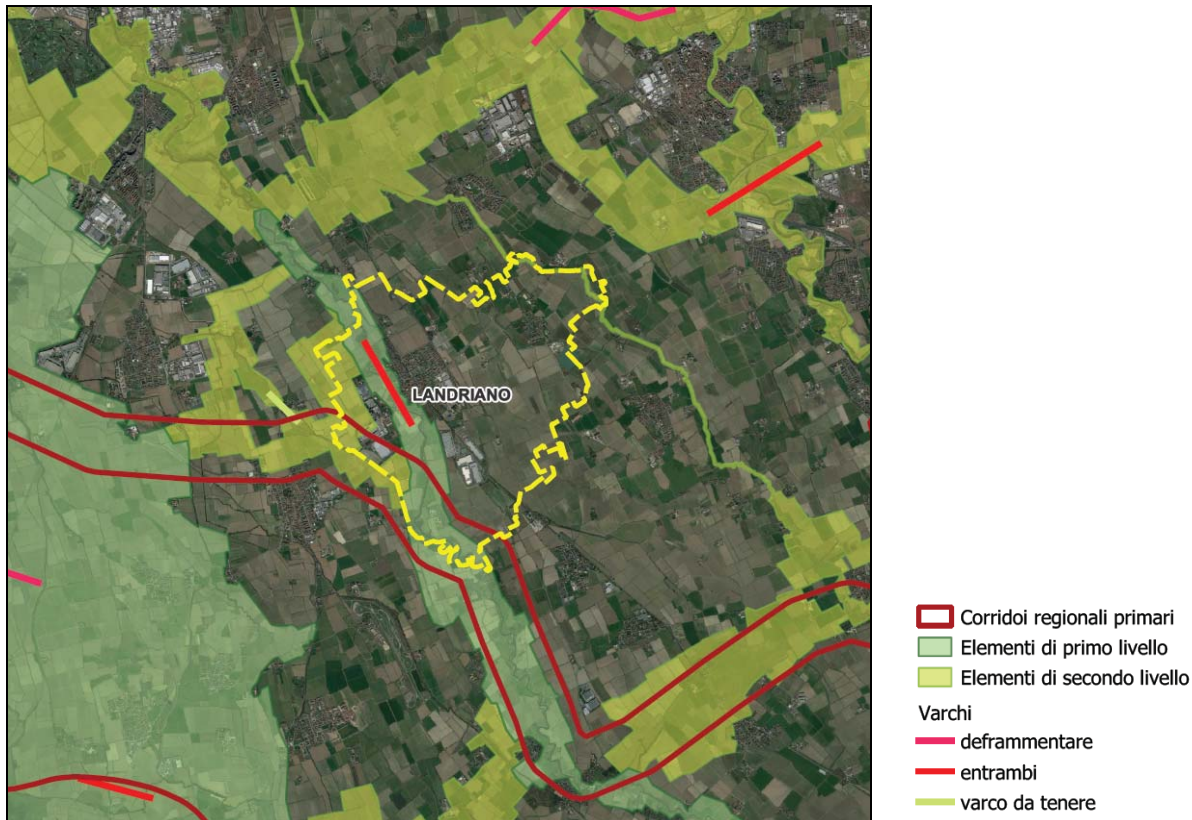 LANDRIANO
Corridoi regionali primari
Elementi di primo livello
Elementi di secondo livello
Varchi
deframmentare
entrambi
varco da tenere